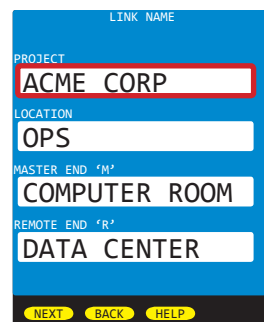 LINK NAME
PROJECT
ACME CORP
LOCATION
OPS
MASTER END ‘M’
COMPUTER ROOM
REMOTE END ‘R’
DATA CENTER
NEXT BACK HELP